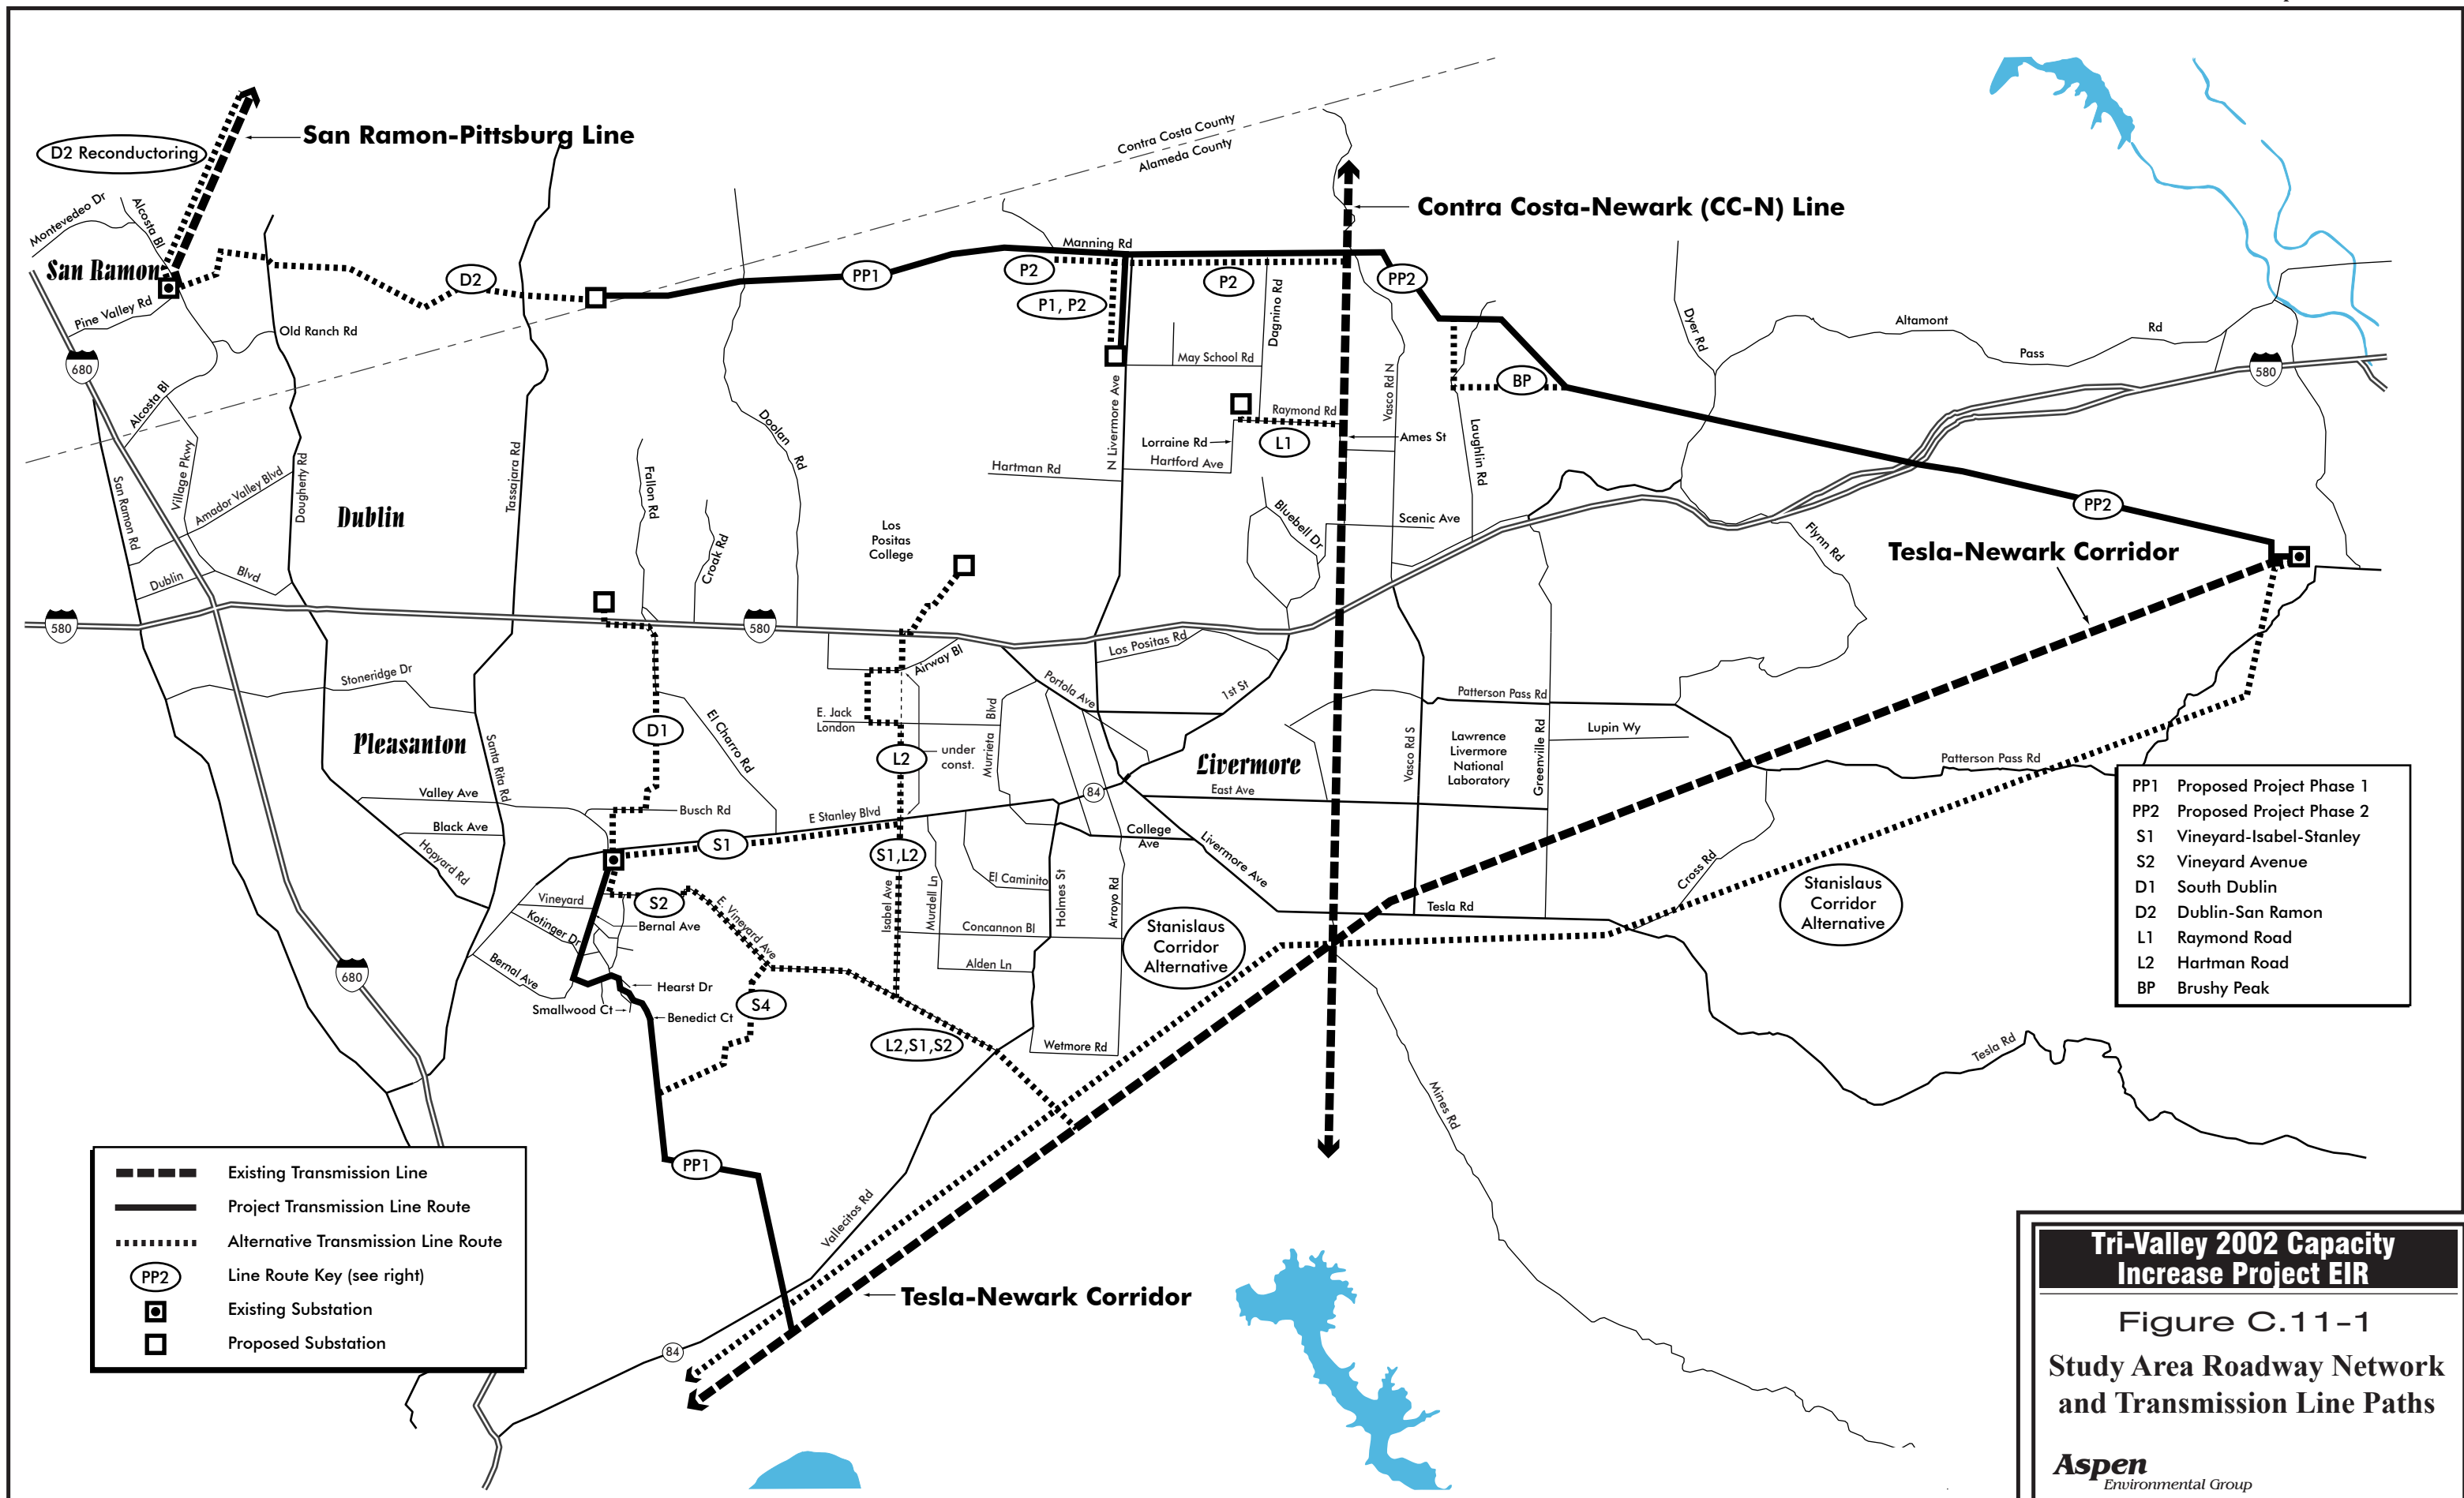 San Ramon-Pittsburg Line
D2 Reconductoring
Contra Costa County
Alameda County
Contra Costa-Newark (CC-N) Line
Montevedeo Dr
Alcosta Bl
San Ramon
Manning Rd
D2
PP1
P2
P2
P1, P2
PP2
Pine Valley Rd
Old Ranch Rd
Dagnino Rd
Dyer Rd
Altamont
Pass
Rd
680
580
May School Rd
BP
Alcosta Bl
N Livermore Ave
Vasco Rd N
Raymond Rd
Doolan
Rd
Lorraine Rd
L1
Ames St
Laughlin Rd
Hartman Rd
Hartford Ave
San Ramon Rd
Village Pkwy
Amador Valley Blvd
Dougherty Rd
Dublin
Tassajara Rd
Fallon Rd
Croak Rd
Los
Positas
College
Bluebell Dr
Scenic Ave
PP2
Flynn Rd
Tesla-Newark Corridor
Dublin
Blvd
580
580
Los Positas Rd
Airway Bl
Stoneridge Dr
Portola Ave
1st St
Patterson Pass Rd
E. Jack
London
El Charro Rd
D1
Pleasanton
Santa Rita Rd
L2
under
const.
Murrieta Blvd
Livermore
Vasco Rd S
Lawrence
Livermore
National
Laboratory
Greenville Rd
Lupin Wy
Patterson Pass Rd
Valley Ave
Busch Rd
84
East Ave
E Stanley Blvd
Black Ave
Hopyard Rd
S1
S1,L2
College
Ave
Livermore Ave
El Caminito
Cross Rd
Vineyard
S2
E. Vineyard Ave
Isabel Ave
Murdell Ln
Holmes St
Arroyo Rd
Tesla Rd
Stanislaus
Corridor
Alternative
Stanislaus
Corridor
Alternative
Kotinger Dr
Bernal Ave
Concannon Bl
Bernal Ave
Alden Ln
Hearst Dr
Smallwood Ct
Benedict Ct
S4
680
L2,S1,S2
Wetmore Rd
Tesla Rd
Mines Rd
PP1
Vallecitos Rd
Tesla-Newark Corridor
84
PP1 Proposed Project Phase 1
PP2 Proposed Project Phase 2
S1 Vineyard-Isabel-Stanley
S2 Vineyard Avenue
D1 South Dublin
D2 Dublin-San Ramon
L1 Raymond Road
L2 Hartman Road
BP Brushy Peak
Existing Transmission Line
Project Transmission Line Route
Alternative Transmission Line Route
PP2 Line Route Key (see right)
Existing Substation
Proposed Substation
Tri-Valley 2002 Capacity
Increase Project EIR
Figure C.11-1
Study Area Roadway Network
and Transmission Line Paths
Aspen
Environmental Group